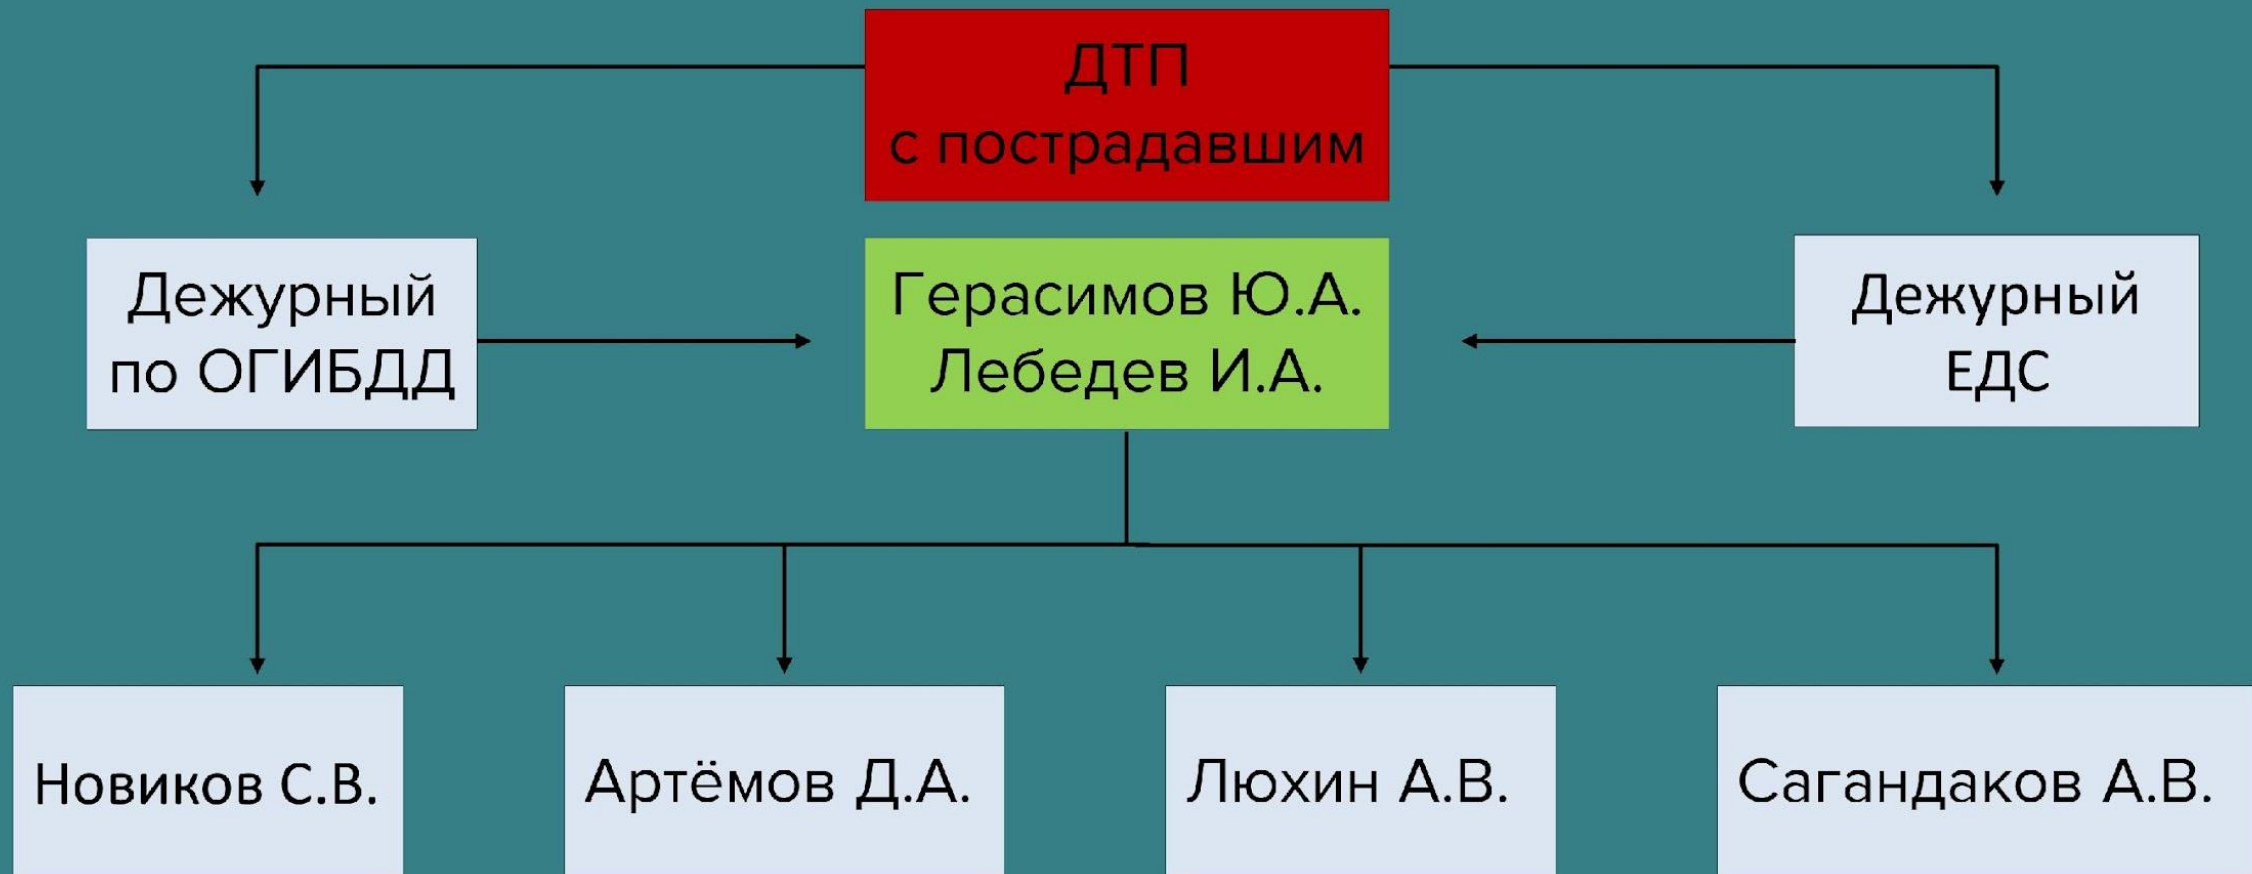 ДТП
с пострадавшим
Дежурный
по ОГИБДД
Герасимов Ю.А.
Лебедев И.А.
Дежурный
ЕДС
Новиков С.В.
Артёмов Д.А.
Люхин А.В.
Сагандаков А.В.